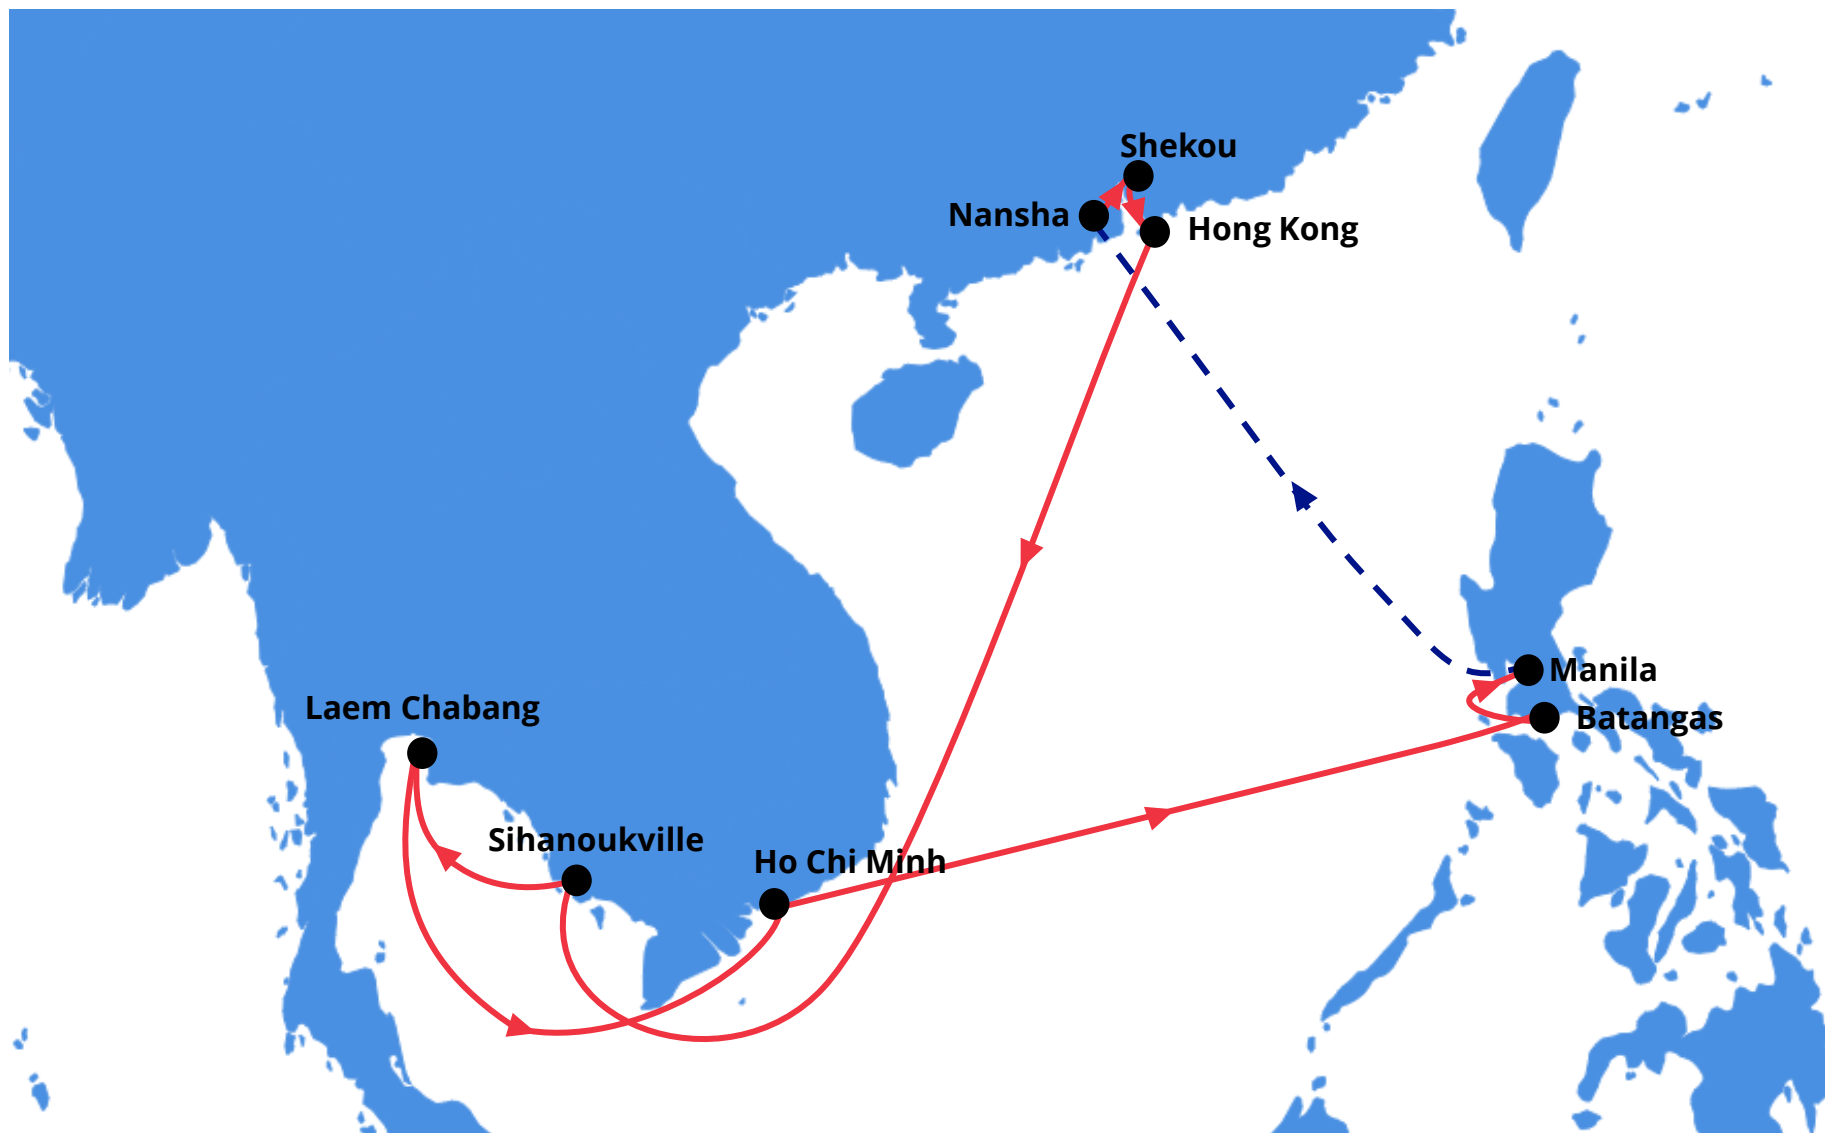 Shekou
Nansha
Hong Kong
Manila
Laem Chabang
Batangas
Sihanoukville
Ho Chi Minh